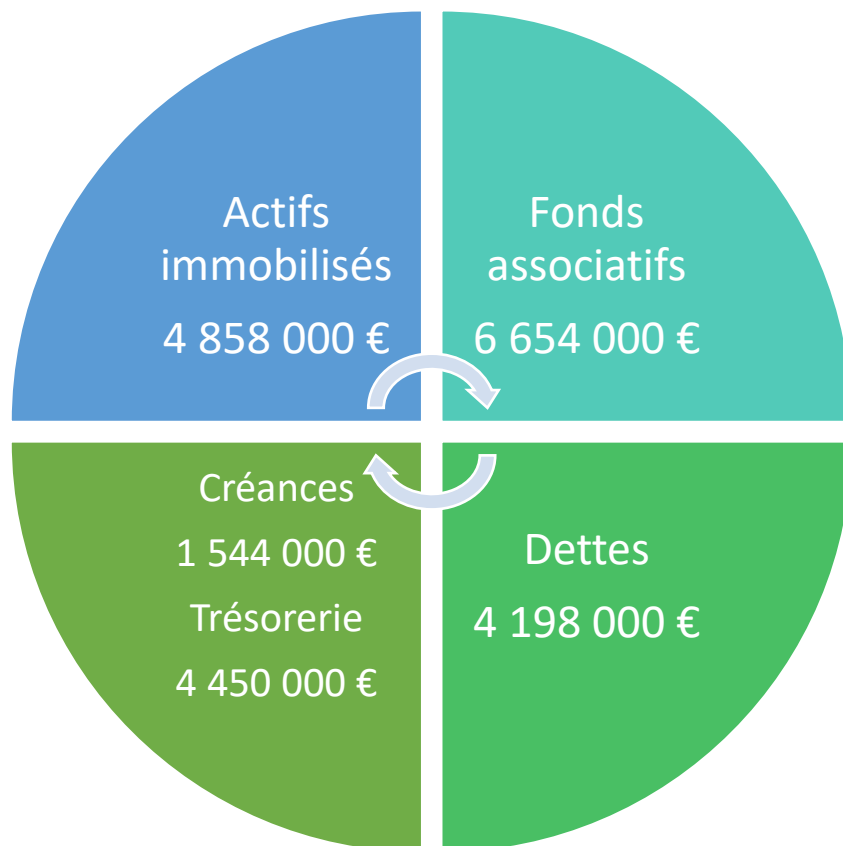 Actifs
immobilisés
4 858 000 €
Fonds
associatifs
6 654 000 €
Créances
1 544 000 €
Trésorerie
4 450 000 €
Dettes
4 198 000 €